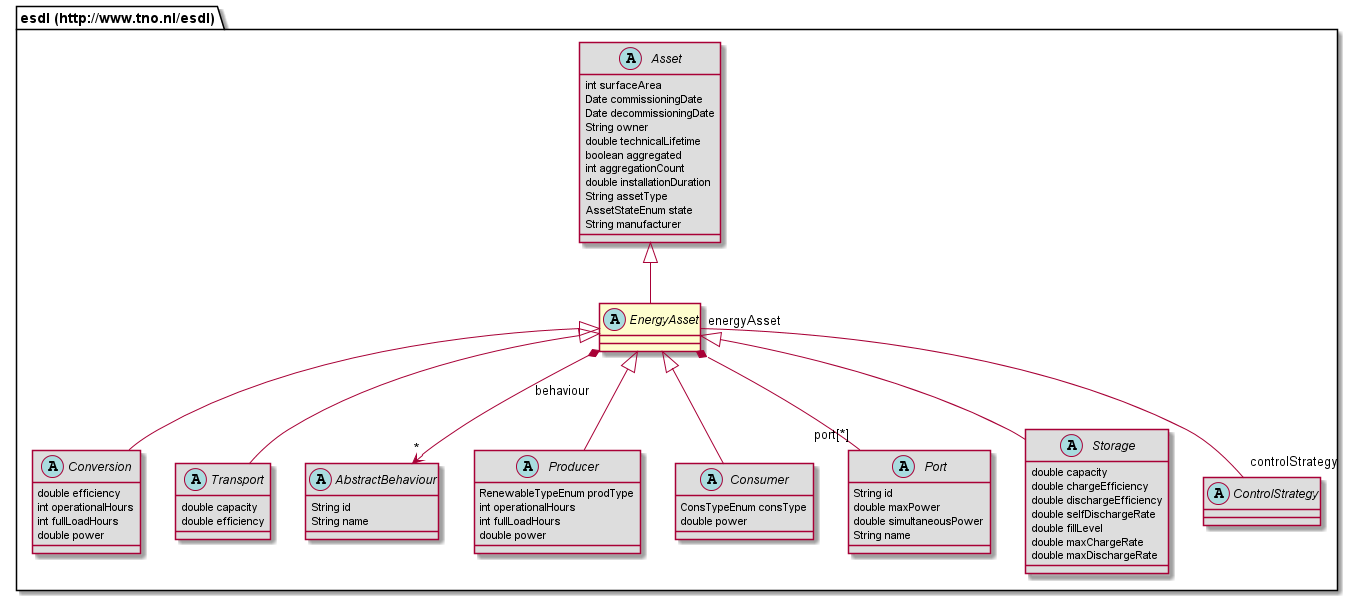 esdl (http://www.tno.nl/esdl)
A Asset
int surfaceArea
Date commissioningDate
Date decommissioningDate
String owner
double technicalLifetime
boolean aggregated
int aggregationCount
double installationDuration
String assetType
AssetStateEnum state
String manufacturer
A EnergyAsset
energyAsset
behaviour
*
port[*]
controlStrategy
A Conversion
double efficiency
int operationalHours
int fullLoadHours
double power
A Transport
double capacity
double efficiency
A AbstractBehaviour
String id
String name
A Producer
RenewableTypeEnum prodType
int operationalHours
int fullLoadHours
double power
A Consumer
ConsTypeEnum consType
double power
A Port
String id
double maxPower
double simultaneousPower
String name
A Storage
double capacity
double chargeEfficiency
double dischargeEfficiency
double selfDischargeRate
double fillLevel
double maxChargeRate
double maxDischargeRate
A ControlStrategy